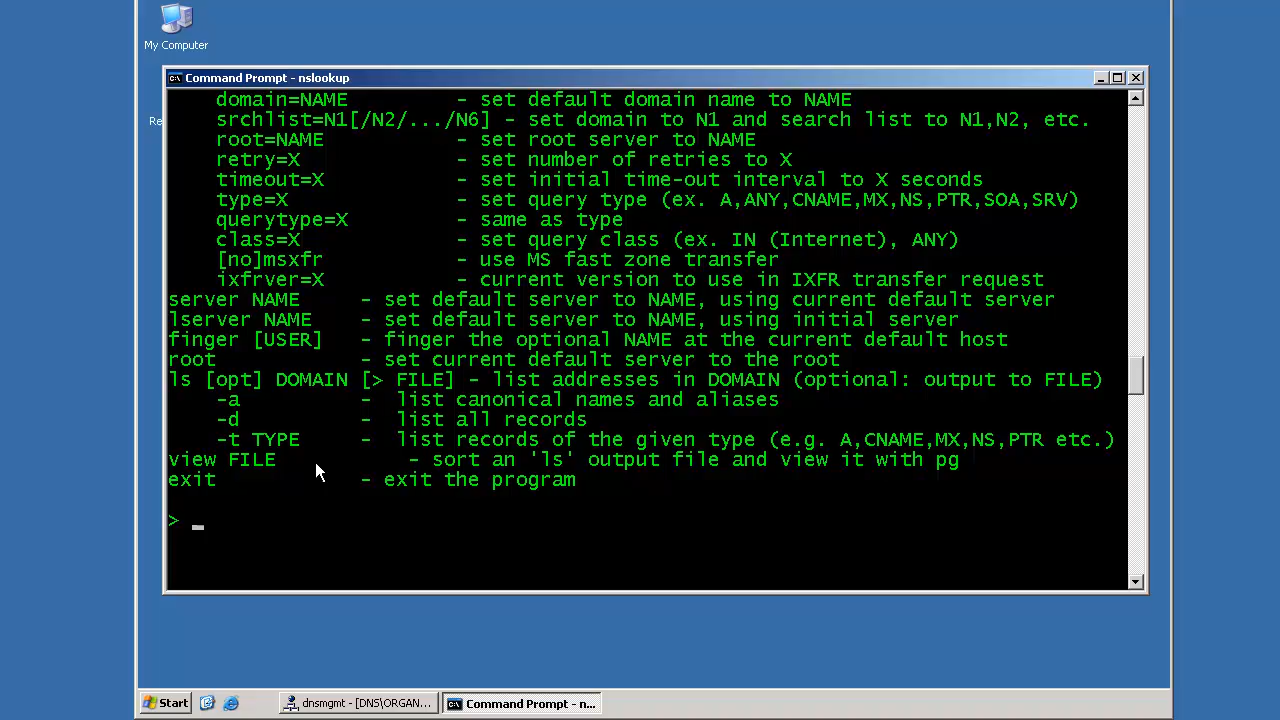 My Computer
Command Prompt - nslookup
Re
domain=NAME - set default domain name to NAME
srchlist=N1[/N2/.../N6] - set domain to N1 and search list to N1,N2, etc.
root=NAME - set root server to NAME
retry=X - set number of retries to X
timeout=X - set initial time-out interval to X seconds
type=X - set query type (ex. A,ANY,CNAME,MX,NS,PTR,SOA,SRV)
querytype=X - same as type
class=X - set query class (ex. IN (Internet), ANY)
[no]msxfr - use MS fast zone transfer
ixfrver=X - current version to use in IXFR transfer request
server NAME - set default server to NAME, using current default server
lserver NAME - set default server to NAME, using initial server
finger [USER] - finger the optional NAME at the current default host
root - set current default server to the root
ls [opt] DOMAIN [> FILE] - list addresses in DOMAIN (optional: output to FILE)
-a - list canonical names and aliases
-d - list all records
-t TYPE - list records of the given type (e.g. A,CNAME,MX,NS,PTR etc.)
view FILE - sort an 'ls' output file and view it with pg
exit - exit the program
> _
Start
dnsmgmt - [DNS\ORGAN...
Command Prompt - n...